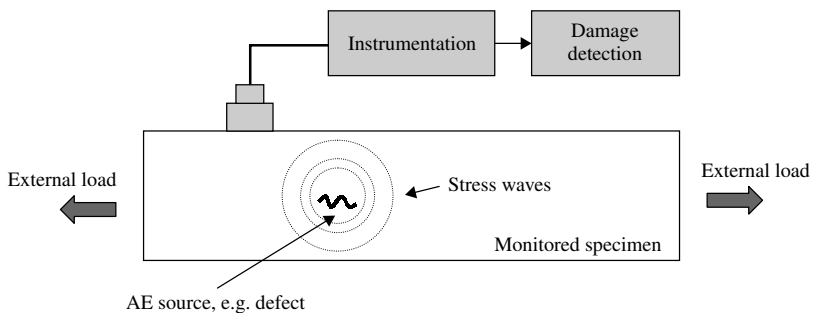 Instrumentation
Damage
detection
External load
External load
Stress waves
Monitored specimen
AE source, e.g. defect